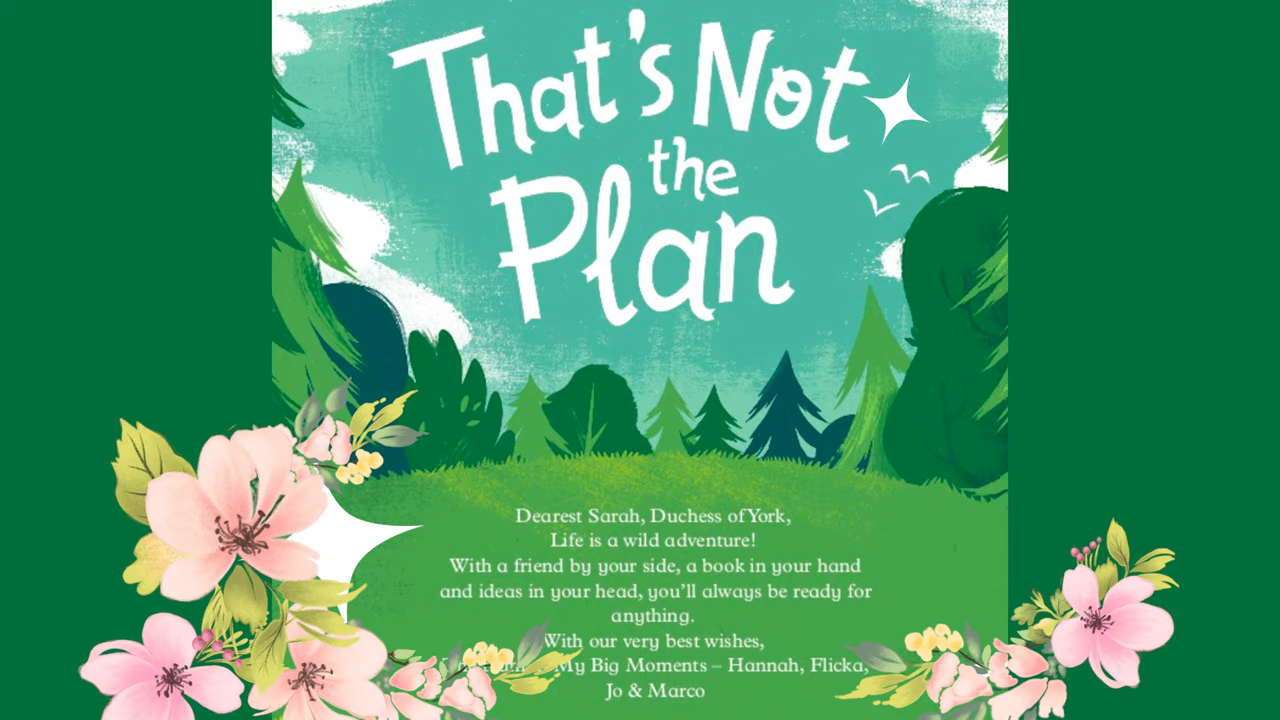 That's Not
the
Plan
Dearest Sarah, Duchess of York,
Life is a wild adventure!
With a friend by your side, a book in your hand
and ideas in your head, you'll always be ready for
anything.
With our very best wishes,
My Big Moments – Hannah, Flicka,
Jo & Marco